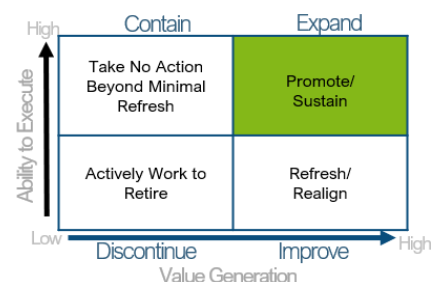 Contain Expand
High
Take No Action
Beyond Minimal
Refresh
Promote/
Sustain
Ability to Execute
Actively Work to
Retire
Refresh/
Realign
Low
High
Discontinue Improve
Value Generation